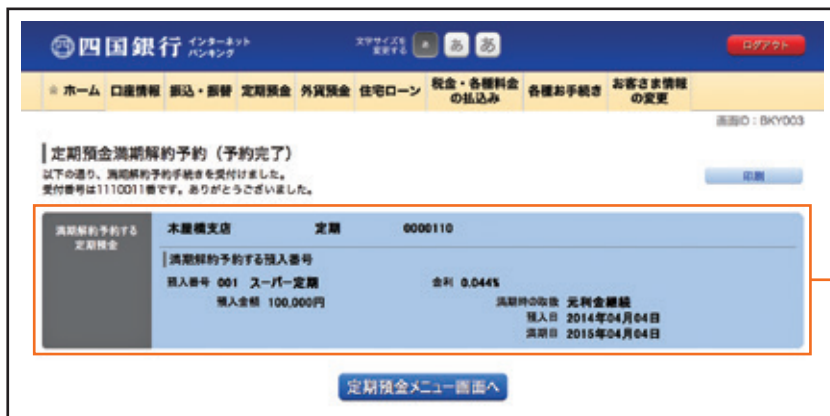 四国銀行 インターネットバンキング 文字サイズを変更する あ あ あ ログアウト
ホーム 口座情報 振込・振替 定期預金 外貨預金 住宅ローン 税金・各種料金の払込み 各種お手続き お客さま情報の変更
画面ID：BKY003
定期預金満期解約予約（予約完了）
以下の通り、満期解約予約手続きを受付けました。
受付番号は1110011番です。ありがとうございました。
印刷
満期解約予約する定期預金
木屋橋支店 定期 0000110
満期解約予約する預入番号
預入番号 001 スーパー定期 金利 0.044%
預入金額 100,000円 満期時の取扱 元利金継続
預入日 2014年04月04日
満期日 2015年04月04日
定期預金メニュー画面へ